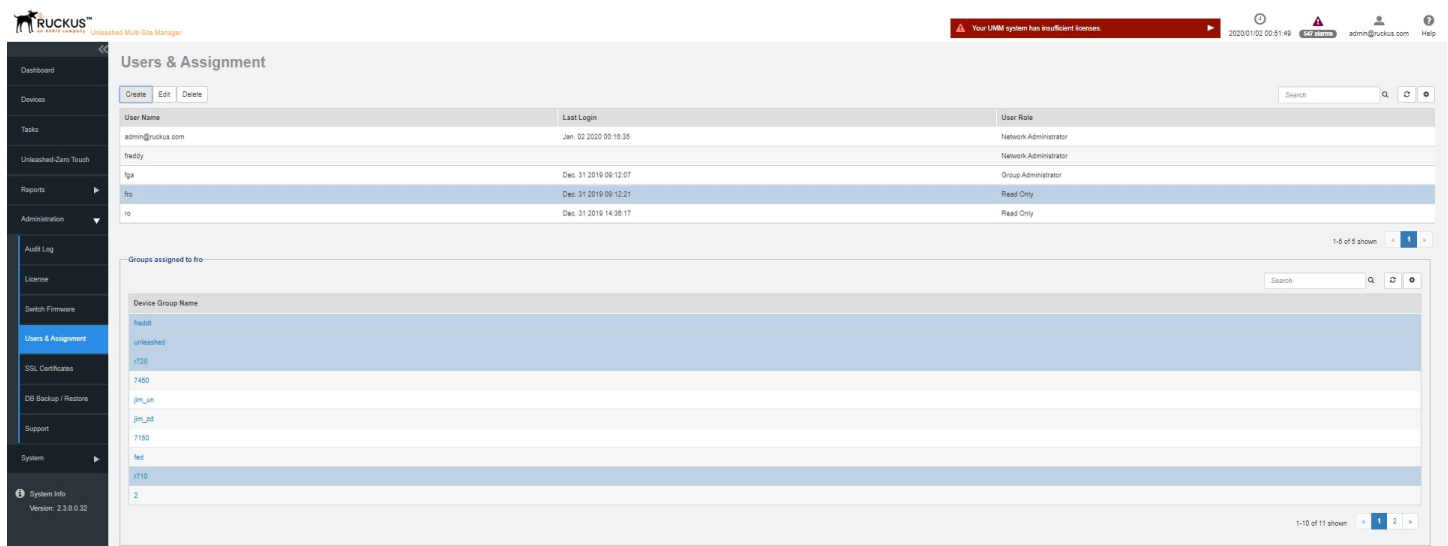 RUCKUS™
an ARRIS company Unleashed Multi-Site Manager
Your UMM system has insufficient licenses.
2020/01/02 00:51:49
547 alarms
admin@ruckus.com
Help
Dashboard
Devices
Tasks
Unleashed-Zero Touch
Reports
Administration
Audit Log
License
Switch Firmware
Users & Assignment
SSL Certificates
DB Backup / Restore
Support
System
System Info
Version: 2.3.0.0.32
Users & Assignment
Create Edit Delete
Search
User Name Last Login User Role
admin@ruckus.com Jan. 02 2020 00:16:35 Network Administrator
freddy Network Administrator
fga Dec. 31 2019 09:12:07 Group Administrator
fro Dec. 31 2019 09:12:21 Read Only
ro Dec. 31 2019 14:36:17 Read Only
1-5 of 5 shown « 1 »
Groups assigned to fro
Search
Device Group Name
freddt
unleashed
r720
7450
jim_un
jim_zd
7150
fed
r710
2
1-10 of 11 shown « 1 2 »